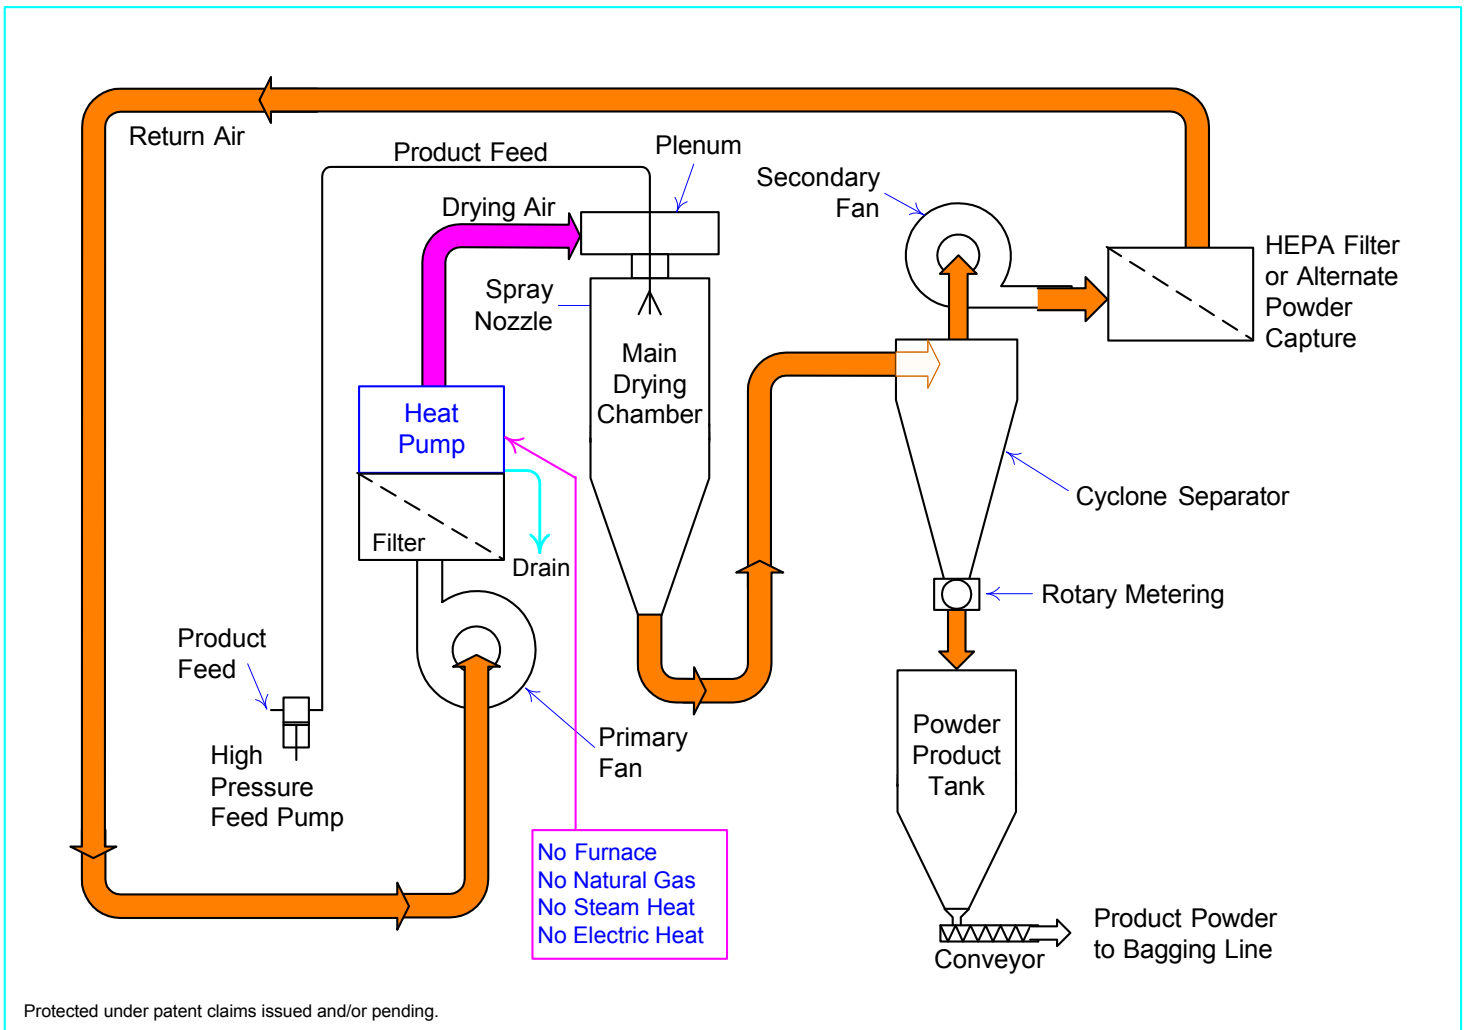 Return Air
Product Feed
Plenum
Secondary
Fan
Drying Air
HEPA Filter
or Alternate
Powder
Capture
Spray
Nozzle
Main
Drying
Chamber
Heat
Pump
Cyclone Separator
Filter
Drain
Rotary Metering
Product
Feed
High
Pressure
Feed Pump
Primary
Fan
Powder
Product
Tank
No Furnace
No Natural Gas
No Steam Heat
No Electric Heat
Product Powder
to Bagging Line
Conveyor
Protected under patent claims issued and/or pending.